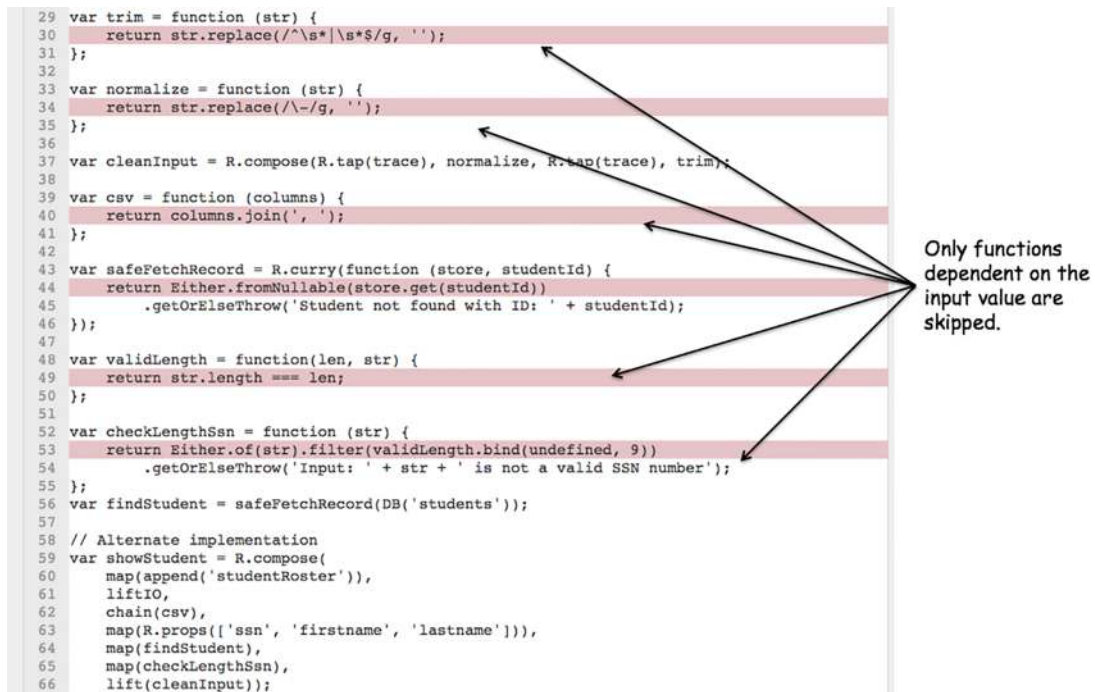 29 var trim = function (str) {
30     return str.replace(/^\s*|\s*$/g, '');
31 };
32
33 var normalize = function (str) {
34     return str.replace(/\-/g, '');
35 };
36
37 var cleanInput = R.compose(R.tap(trace), normalize, R.tap(trace), trim);
38
39 var csv = function (columns) {
40     return columns.join(', ');
41 };
42
43 var safeFetchRecord = R.curry(function (store, studentId) {
44     return Either.fromNullable(store.get(studentId))
45         .getOrElseThrow('Student not found with ID: ' + studentId);
46 });
47
48 var validLength = function(len, str) {
49     return str.length === len;
50 };
51
52 var checkLengthSsn = function (str) {
53     return Either.of(str).filter(validLength.bind(undefined, 9))
54         .getOrElseThrow('Input: ' + str + ' is not a valid SSN number');
55 };
56 var findStudent = safeFetchRecord(DB('students'));
57
58 // Alternate implementation
59 var showStudent = R.compose(
60     map(append('studentRoster')),
61     liftIO,
62     chain(csv),
63     map(R.props(['ssn', 'firstname', 'lastname'])),
64     map(findStudent),
65     map(checkLengthSsn),
66     lift(cleanInput));
Only functions
dependent on the
input value are
skipped.